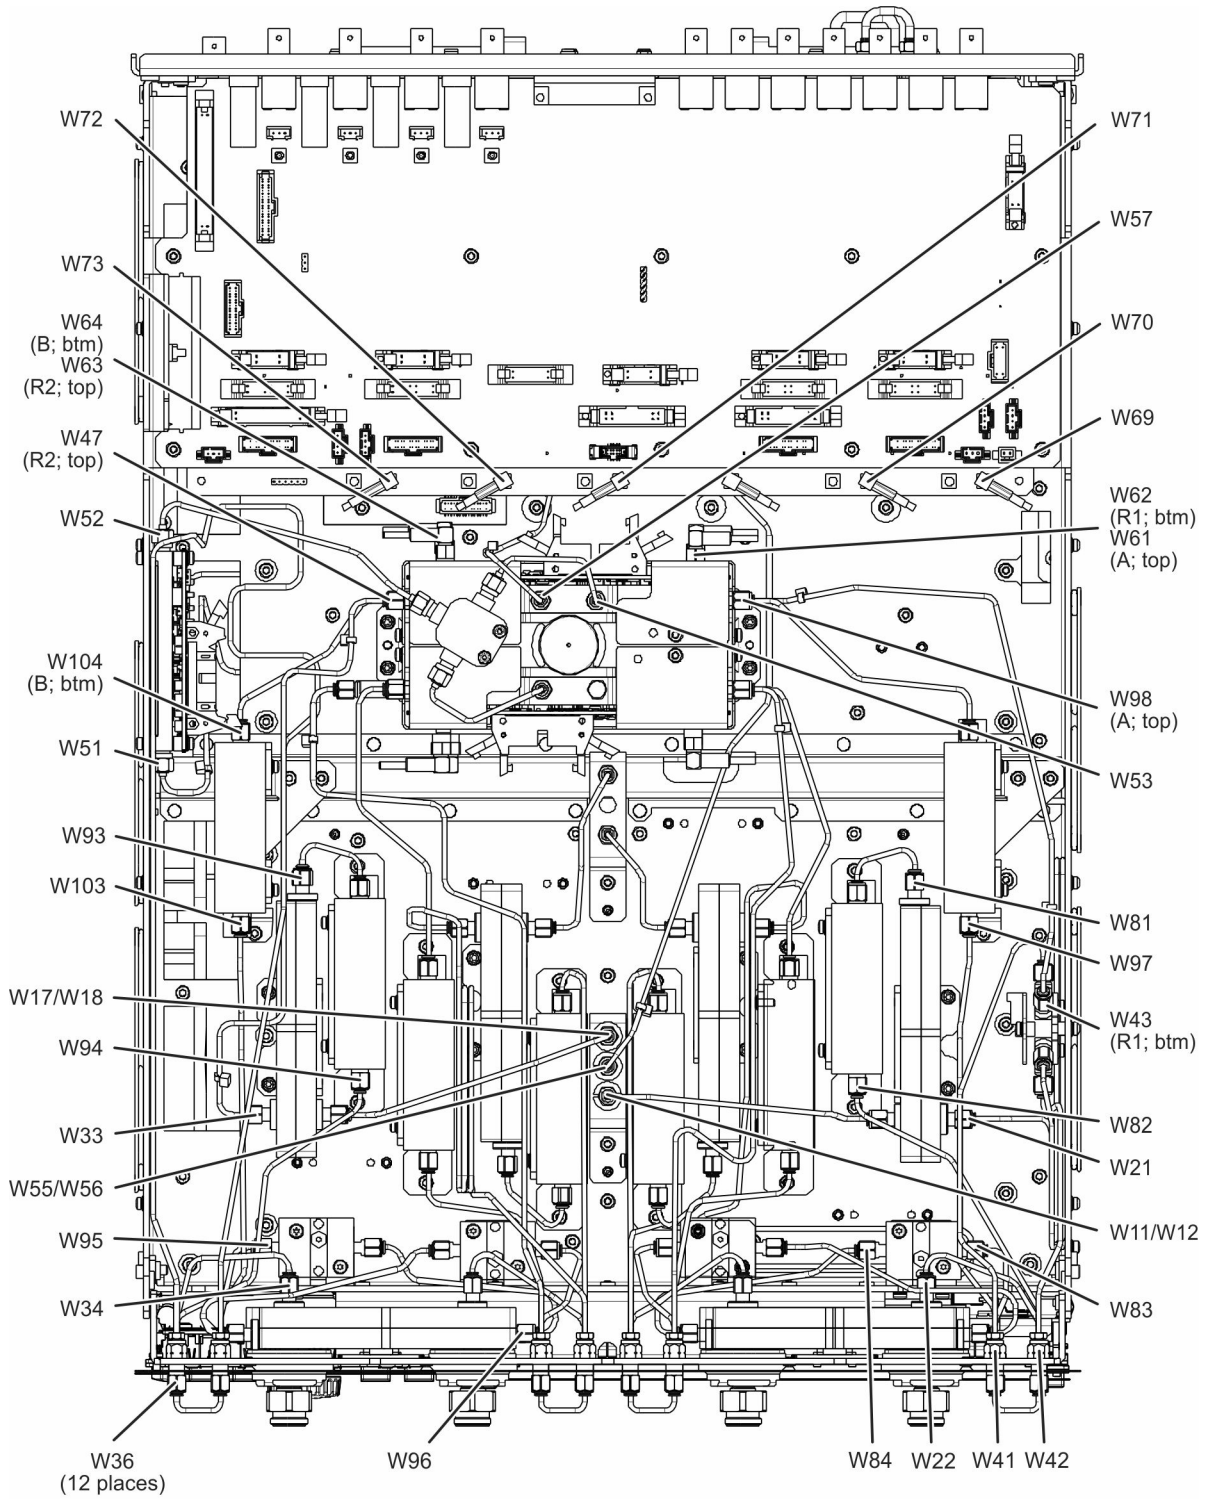 W72
W73
W64
(B; btm)
W63
(R2; top)
W47
(R2; top)
W52
W104
(B; btm)
W51
W93
W103
W17/W18
W94
W33
W55/W56
W95
W34
W36
(12 places)
W96
W71
W57
W70
W69
W62
(R1; btm)
W61
(A; top)
W98
(A; top)
W53
W81
W97
W43
(R1; btm)
W82
W21
W11/W12
W83
W84
W22
W41
W42